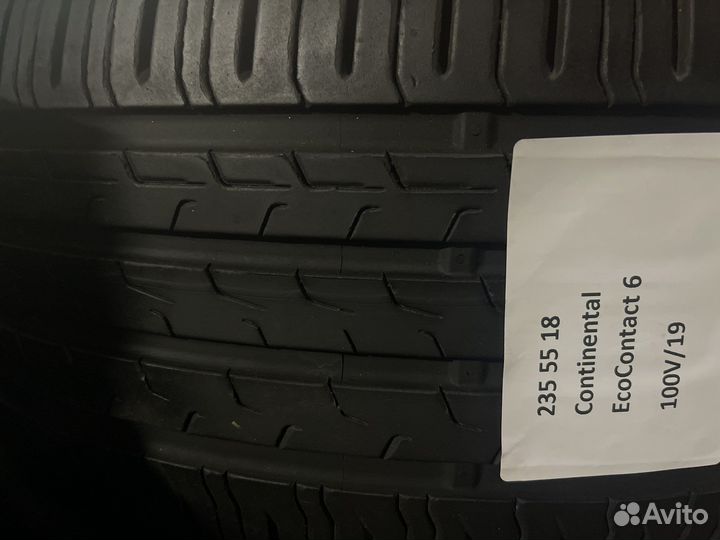 235 55 18
Continental
EcoContact 6
100V/19
Avito